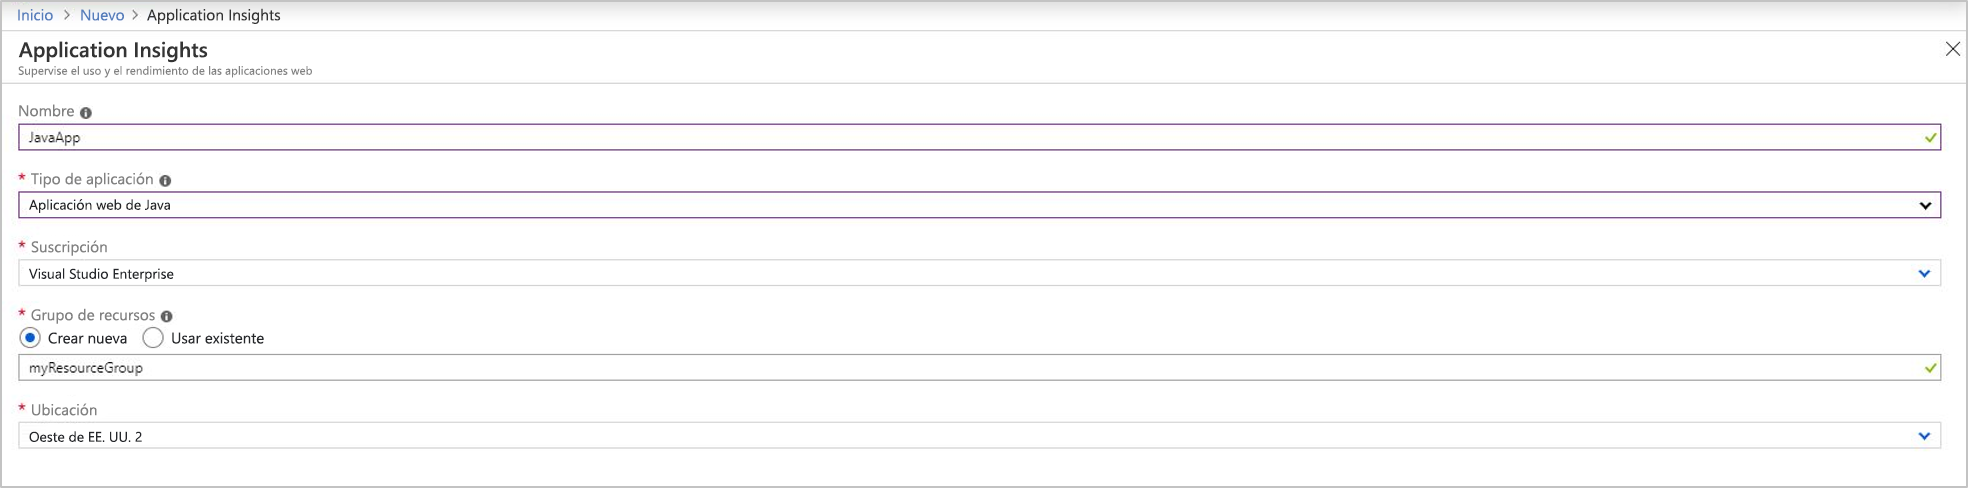 Inicio > Nuevo > Application Insights
Application Insights
Supervise el uso y el rendimiento de las aplicaciones web
Nombre
JavaApp
* Tipo de aplicación
Aplicación web de Java
* Suscripción
Visual Studio Enterprise
* Grupo de recursos
Crear nueva Usar existente
myResourceGroup
* Ubicación
Oeste de EE. UU. 2